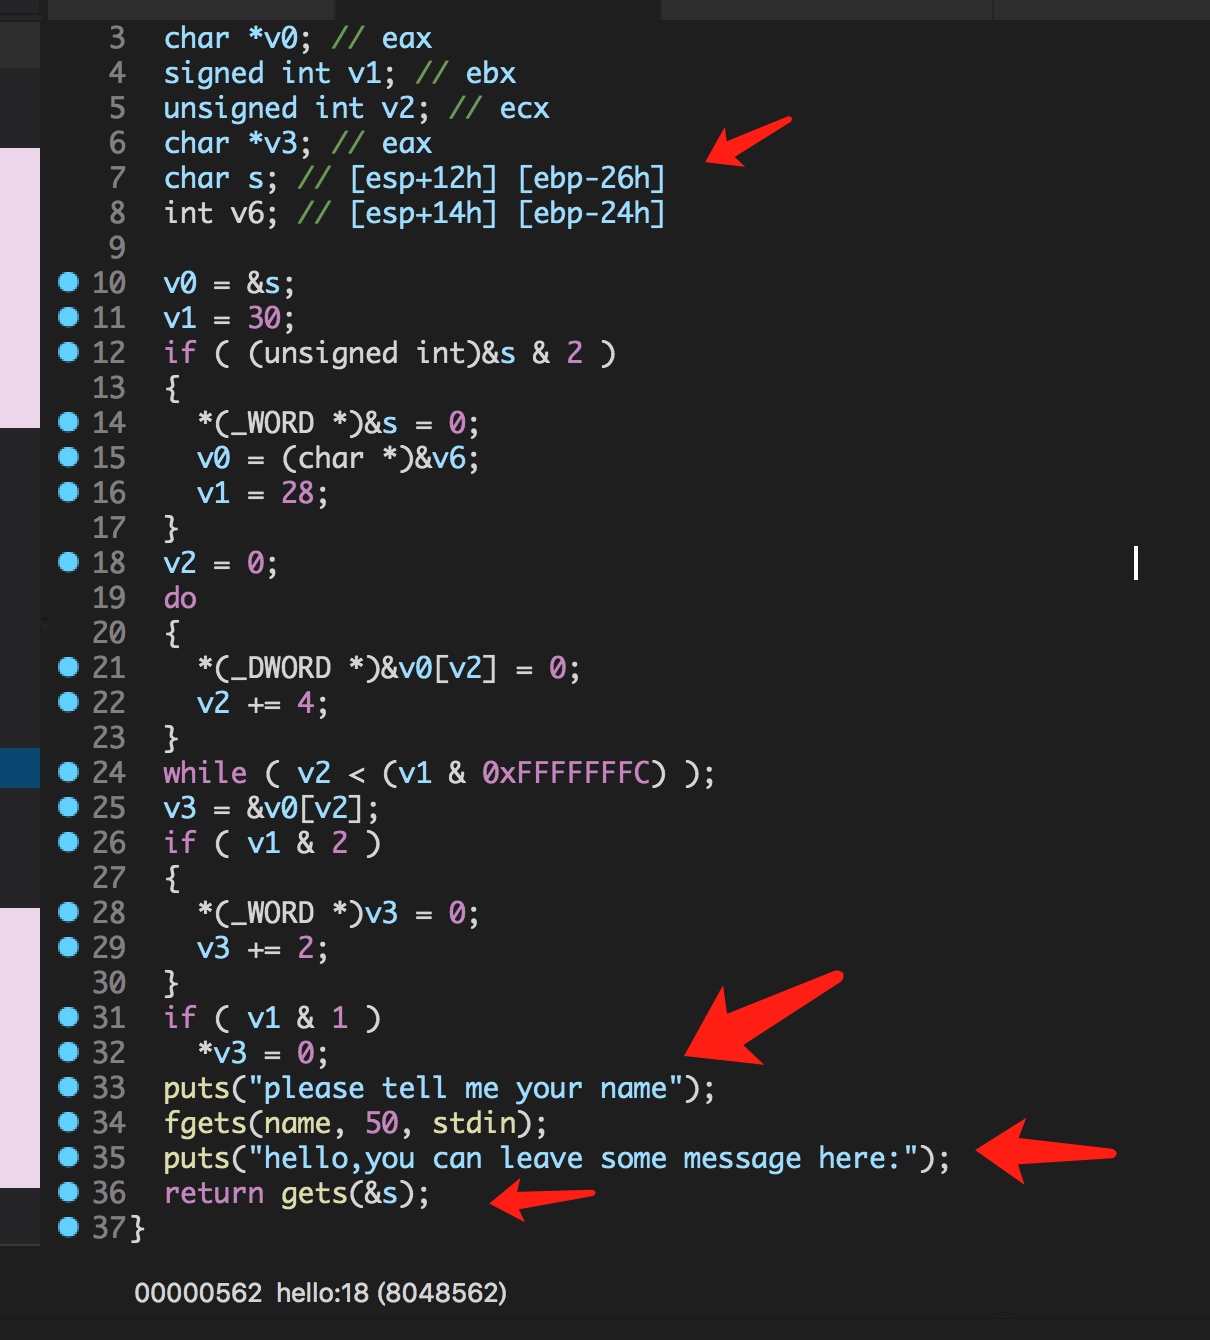 3 char *v0; // eax
4 signed int v1; // ebx
5 unsigned int v2; // ecx
6 char *v3; // eax
7 char s; // [esp+12h] [ebp-26h]
8 int v6; // [esp+14h] [ebp-24h]
9
10 v0 = &s;
11 v1 = 30;
12 if ( (unsigned int)&s & 2 )
13 {
14 *(_WORD *)&s = 0;
15 v0 = (char *)&v6;
16 v1 = 28;
17 }
18 v2 = 0;
19 do
20 {
21 *(_DWORD *)&v0[v2] = 0;
22 v2 += 4;
23 }
24 while ( v2 < (v1 & 0xFFFFFFFC) );
25 v3 = &v0[v2];
26 if ( v1 & 2 )
27 {
28 *(_WORD *)v3 = 0;
29 v3 += 2;
30 }
31 if ( v1 & 1 )
32 *v3 = 0;
33 puts("please tell me your name");
34 fgets(name, 50, stdin);
35 puts("hello,you can leave some message here:");
36 return gets(&s);
37 }
00000562 hello:18 (8048562)